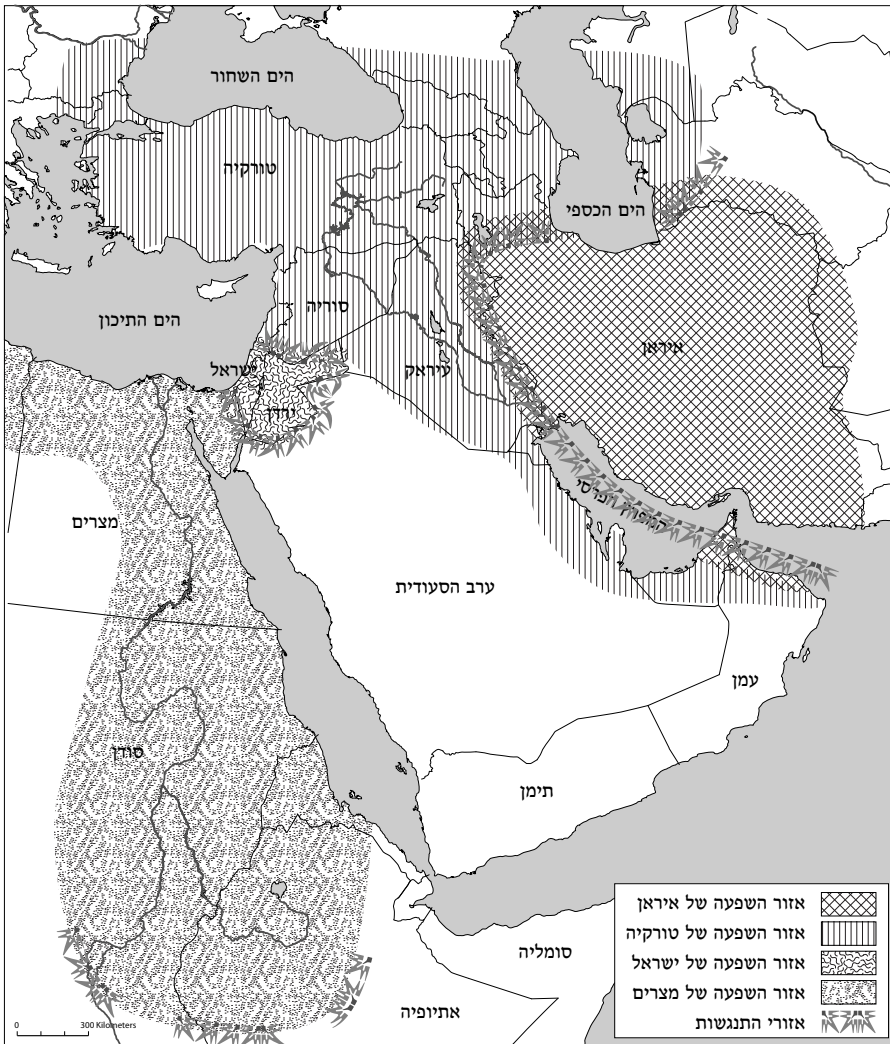 הים השחור
טורקיה
הים הכספי
סוריה
הים התיכון
איראן
ישראל
עיראק
ירדן
המפרץ הפרסי
מצרים
ערב הסעודית
עמן
סודן
תימן
סומליה
אתיופיה
אזור השפעה של איראן
אזור השפעה של טורקיה
אזור השפעה של ישראל
אזור השפעה של מצרים
אזורי התנגשות
0 300 Kilometers